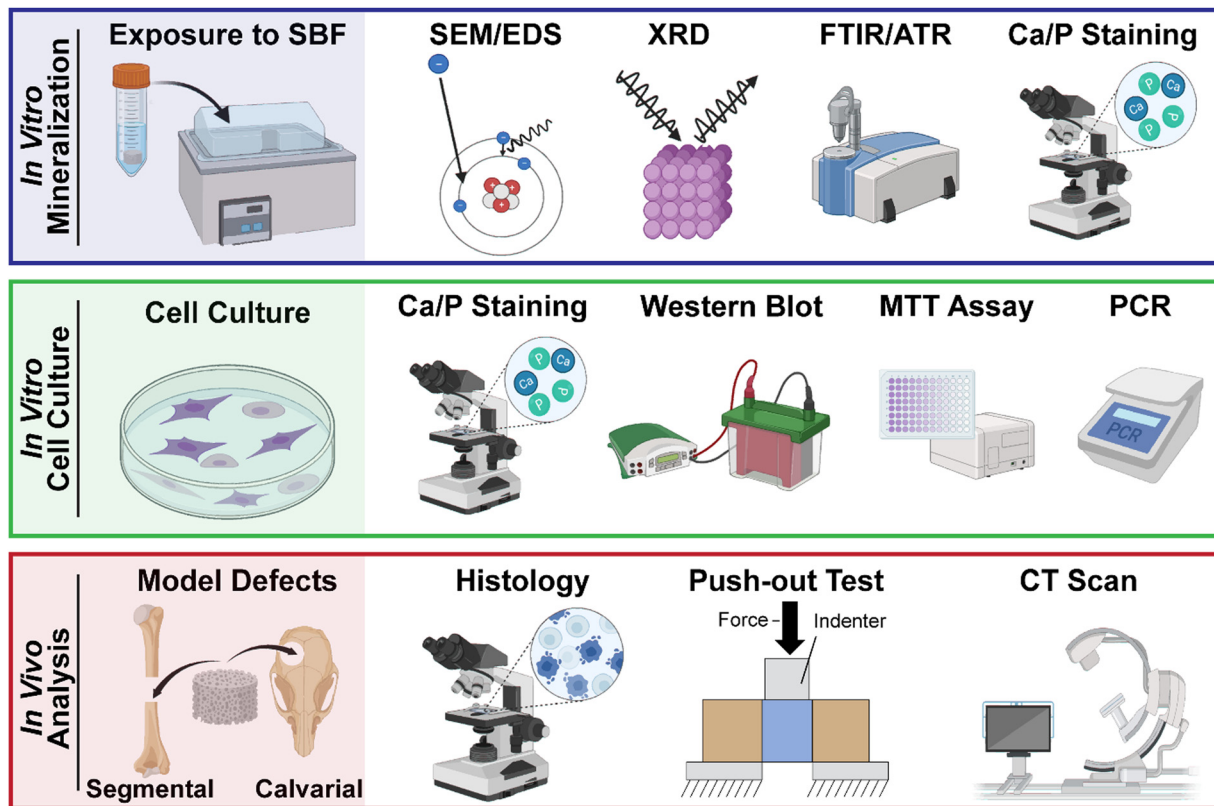 In Vitro
Mineralization
Exposure to SBF
SEM/EDS
XRD
FTIR/ATR
Ca/P Staining
−
−
−
−
+
+
+
+
P
Ca
Ca
P
P
P
In Vitro
Cell Culture
Cell Culture
Ca/P Staining
Western Blot
MTT Assay
PCR
P
Ca
Ca
P
P
P
PCR
In Vivo
Analysis
Model Defects
Histology
Push-out Test
CT Scan
Force
Indenter
Segmental
Calvarial